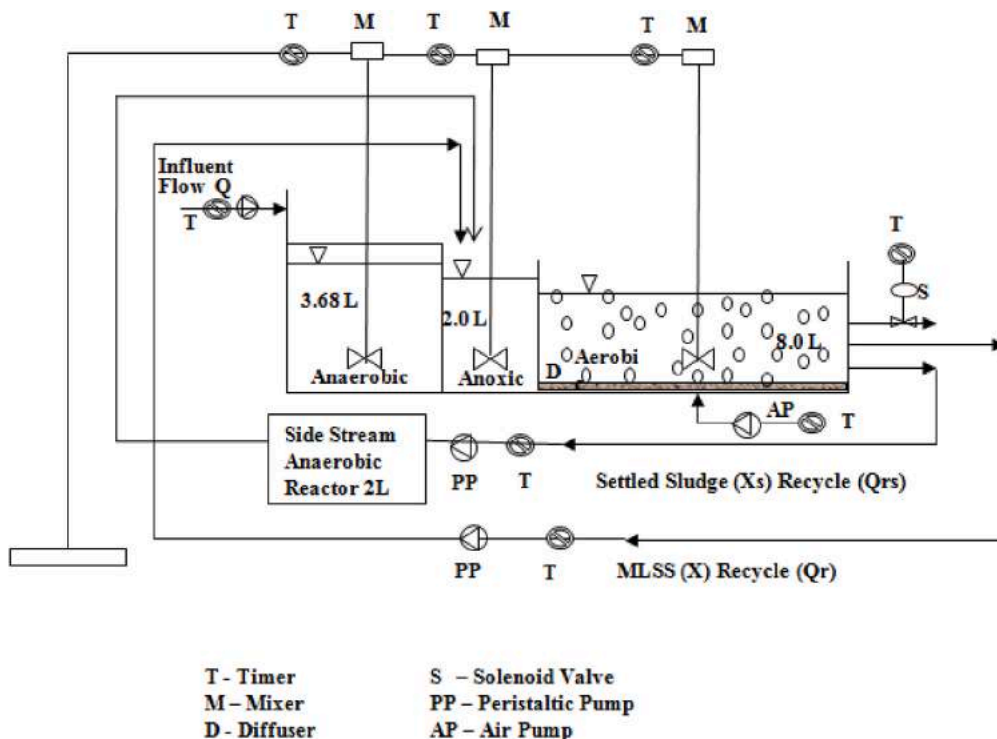 T M T M T M
Influent
Flow Q
T
T
S
3.68 L
2.0 L
8.0 L
Anaerobic
Anoxic
D
Aerobi
AP
T
Side Stream
Anaerobic
Reactor 2L
PP
T
Settled Sludge (Xs) Recycle (Qrs)
PP
T
MLSS (X) Recycle (Qr)
T - Timer
S – Solenoid Valve
M – Mixer
PP – Peristaltic Pump
D - Diffuser
AP – Air Pump